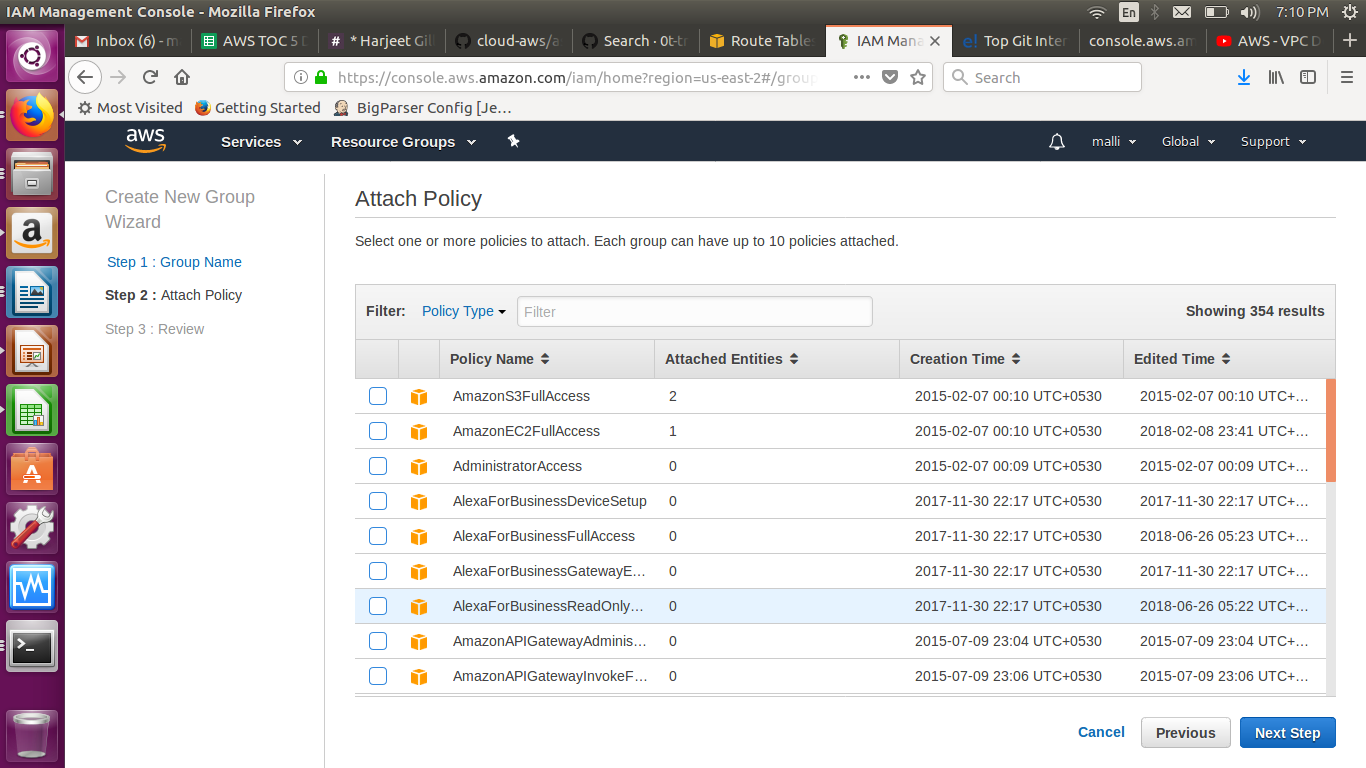 IAM Management Console - Mozilla Firefox
En
7:10 PM
Inbox (6) - m
AWS TOC 5 D
* Harjeet Gil
cloud-aws/a
Search · 0t-tr
Route Table
IAM Mana
Top Git Inter
console.aws.am
AWS - VPC D
https://console.aws.amazon.com/iam/home?region=us-east-2#/group
Search
Most Visited
Getting Started
BigParser Config [Je...
aws
Services
Resource Groups
malli
Global
Support
Create New Group
Wizard
Step 1 : Group Name
Step 2 : Attach Policy
Step 3 : Review
Attach Policy
Select one or more policies to attach. Each group can have up to 10 policies attached.
Filter: Policy Type Filter Showing 354 results
Policy Name Attached Entities Creation Time Edited Time
AmazonS3FullAccess 2 2015-02-07 00:10 UTC+0530 2015-02-07 00:10 UTC+...
AmazonEC2FullAccess 1 2015-02-07 00:10 UTC+0530 2018-02-08 23:41 UTC+...
AdministratorAccess 0 2015-02-07 00:09 UTC+0530 2015-02-07 00:09 UTC+...
AlexaForBusinessDeviceSetup 0 2017-11-30 22:17 UTC+0530 2017-11-30 22:17 UTC+...
AlexaForBusinessFullAccess 0 2017-11-30 22:17 UTC+0530 2018-06-26 05:23 UTC+...
AlexaForBusinessGatewayE... 0 2017-11-30 22:17 UTC+0530 2017-11-30 22:17 UTC+...
AlexaForBusinessReadOnly... 0 2017-11-30 22:17 UTC+0530 2018-06-26 05:22 UTC+...
AmazonAPIGatewayAdminis... 0 2015-07-09 23:04 UTC+0530 2015-07-09 23:04 UTC+...
AmazonAPIGatewayInvokeF... 0 2015-07-09 23:06 UTC+0530 2015-07-09 23:06 UTC+...
Cancel
Previous
Next Step